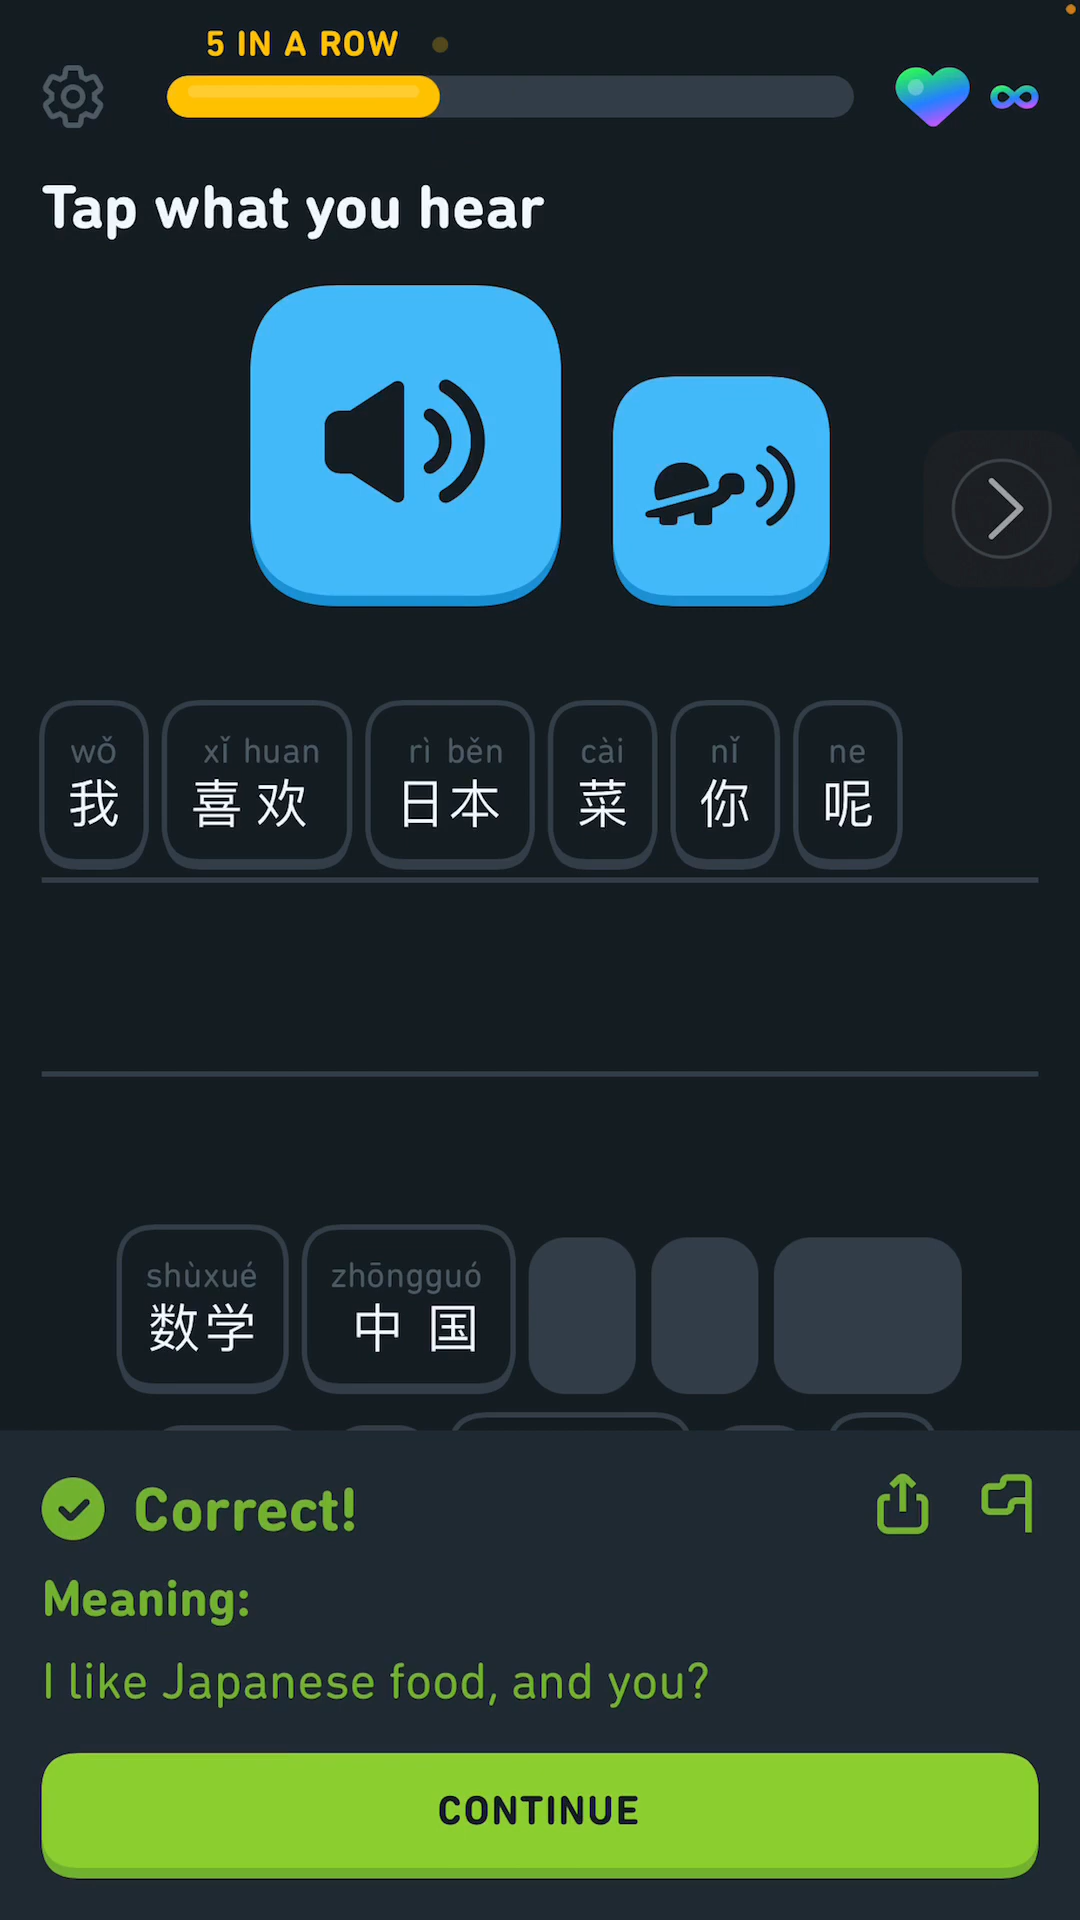 5 IN A ROW
Tap what you hear
wǒ xǐ huan rì běn cài nǐ ne
我 喜欢 日本 菜 你 呢
shùxué zhōngguó
数学 中国
Correct!
Meaning:
I like Japanese food, and you?
CONTINUE